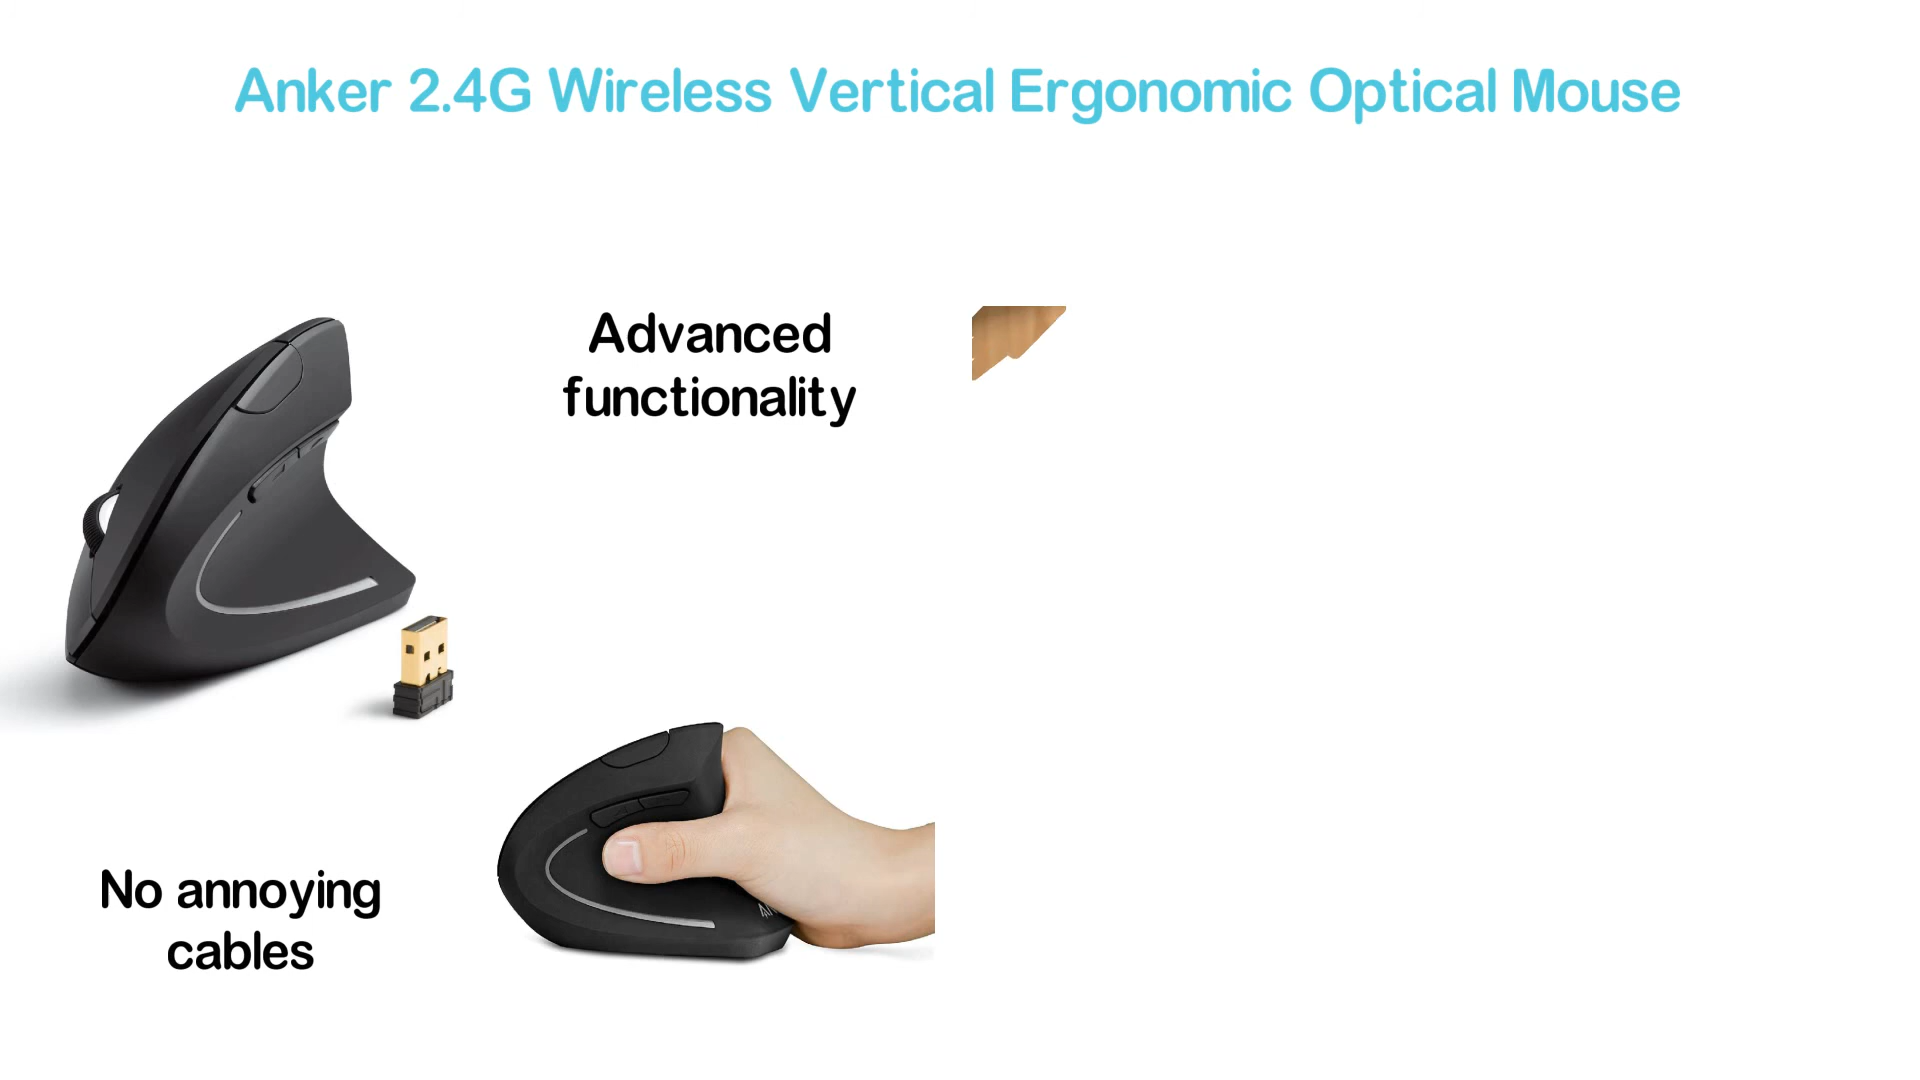 Anker 2.4G Wireless Vertical Ergonomic Optical Mouse
Advanced
functionality
No annoying
cables